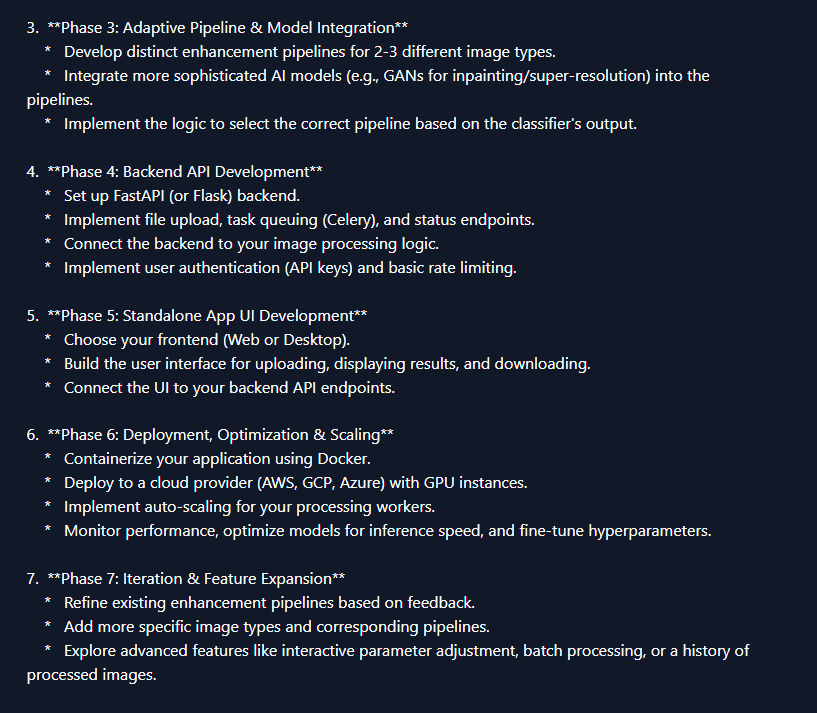 3. **Phase 3: Adaptive Pipeline & Model Integration**
* Develop distinct enhancement pipelines for 2-3 different image types.
* Integrate more sophisticated AI models (e.g., GANs for inpainting/super-resolution) into the
pipelines.
* Implement the logic to select the correct pipeline based on the classifier's output.
4. **Phase 4: Backend API Development**
* Set up FastAPI (or Flask) backend.
* Implement file upload, task queuing (Celery), and status endpoints.
* Connect the backend to your image processing logic.
* Implement user authentication (API keys) and basic rate limiting.
5. **Phase 5: Standalone App UI Development**
* Choose your frontend (Web or Desktop).
* Build the user interface for uploading, displaying results, and downloading.
* Connect the UI to your backend API endpoints.
6. **Phase 6: Deployment, Optimization & Scaling**
* Containerize your application using Docker.
* Deploy to a cloud provider (AWS, GCP, Azure) with GPU instances.
* Implement auto-scaling for your processing workers.
* Monitor performance, optimize models for inference speed, and fine-tune hyperparameters.
7. **Phase 7: Iteration & Feature Expansion**
* Refine existing enhancement pipelines based on feedback.
* Add more specific image types and corresponding pipelines.
* Explore advanced features like interactive parameter adjustment, batch processing, or a history of
processed images.